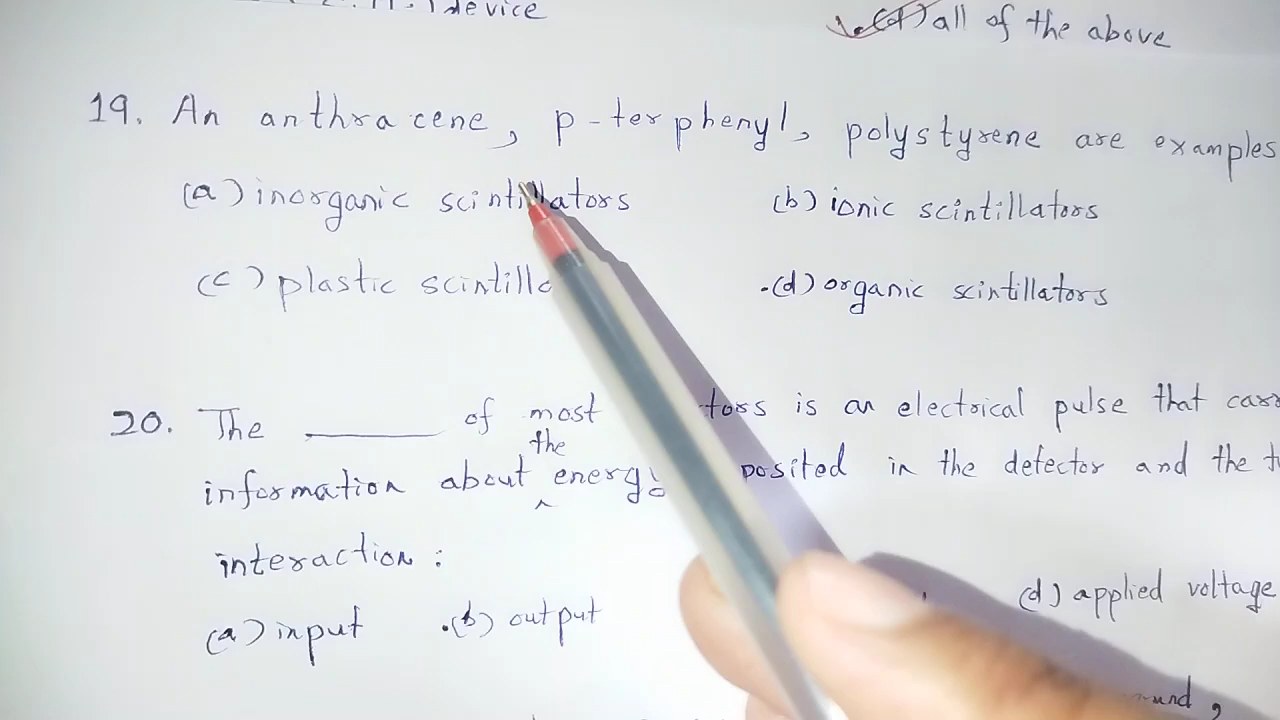 device
(d) all of the above
19. An anthracene, p-terphenyl, polystyrene are examples
(a) inorganic scintillators (b) ionic scintillators
(c) plastic scintilla .(d) organic scintillators
20. The ______ of most tors is an electrical pulse that carr
the
information about energy posited in the detector and the t
interaction :
(a) input .(b) output (d) applied voltage